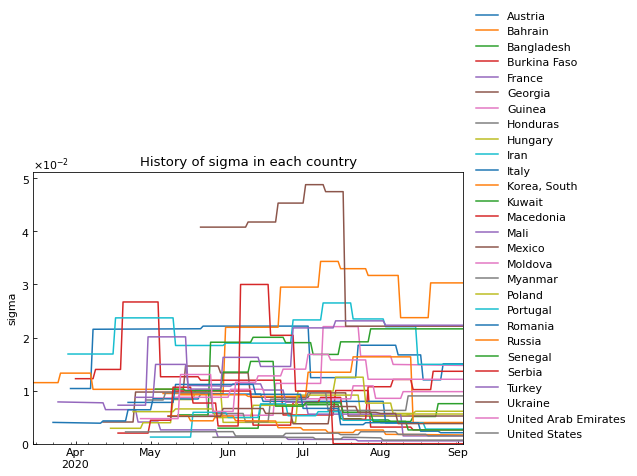 History of sigma in each country
×10⁻²
5
4
3
2
1
0
sigma
Apr
2020
May
Jun
Jul
Aug
Sep
Austria
Bahrain
Bangladesh
Burkina Faso
France
Georgia
Guinea
Honduras
Hungary
Iran
Italy
Korea, South
Kuwait
Macedonia
Mali
Mexico
Moldova
Myanmar
Poland
Portugal
Romania
Russia
Senegal
Serbia
Turkey
Ukraine
United Arab Emirates
United States